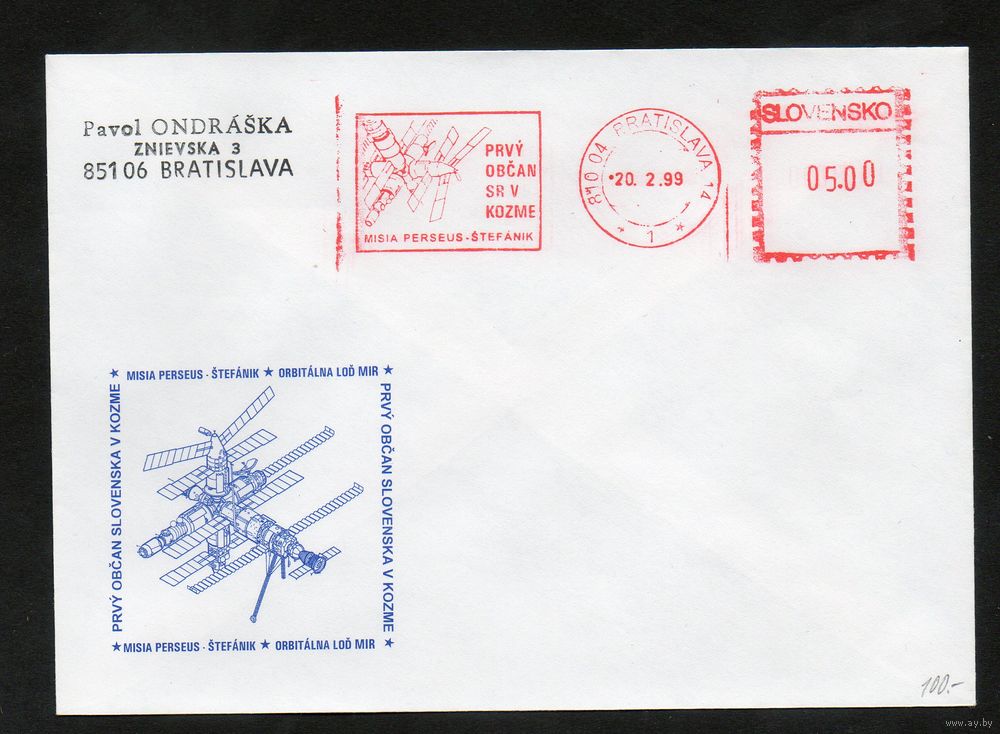 Pavol ONDRÁŠKA
ZNIEVSKA 3
851 06 BRATISLAVA
PRVÝ
OBČAN
SR V
KOZME
MISIA PERSEUS-ŠTEFÁNIK
810 04 BRATISLAVA 14
20. 2.99
* 1 *
SLOVENSKO
05.00
★ MISIA PERSEUS - ŠTEFÁNIK ★ ORBITÁLNA LOĎ MIR ★
PRVÝ OBČAN SLOVENSKA V KOZME
PRVÝ OBČAN SLOVENSKA V KOZME ★
★ MISIA PERSEUS - ŠTEFÁNIK ★ ORBITÁLNA LOĎ MIR
100.-
www.ay.by